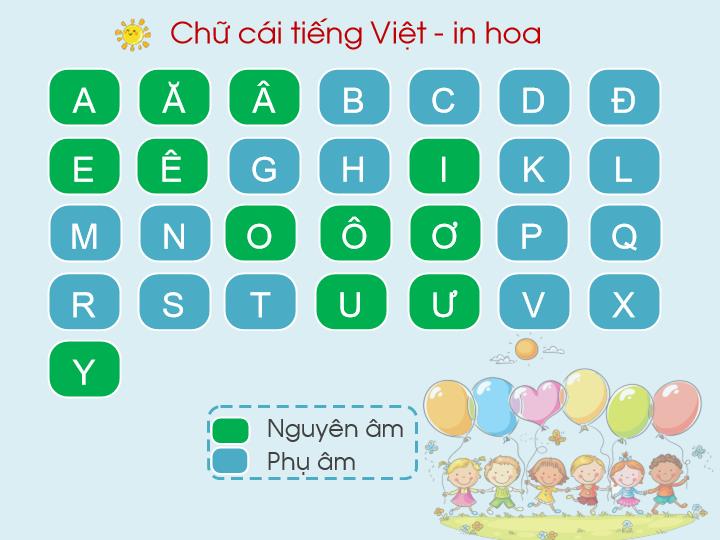 Chữ cái tiếng Việt - in hoa
A Ă Â B C D Đ
E Ê G H I K L
M N O Ô Ơ P Q
R S T U Ư V X
Y
Nguyên âm
Phụ âm